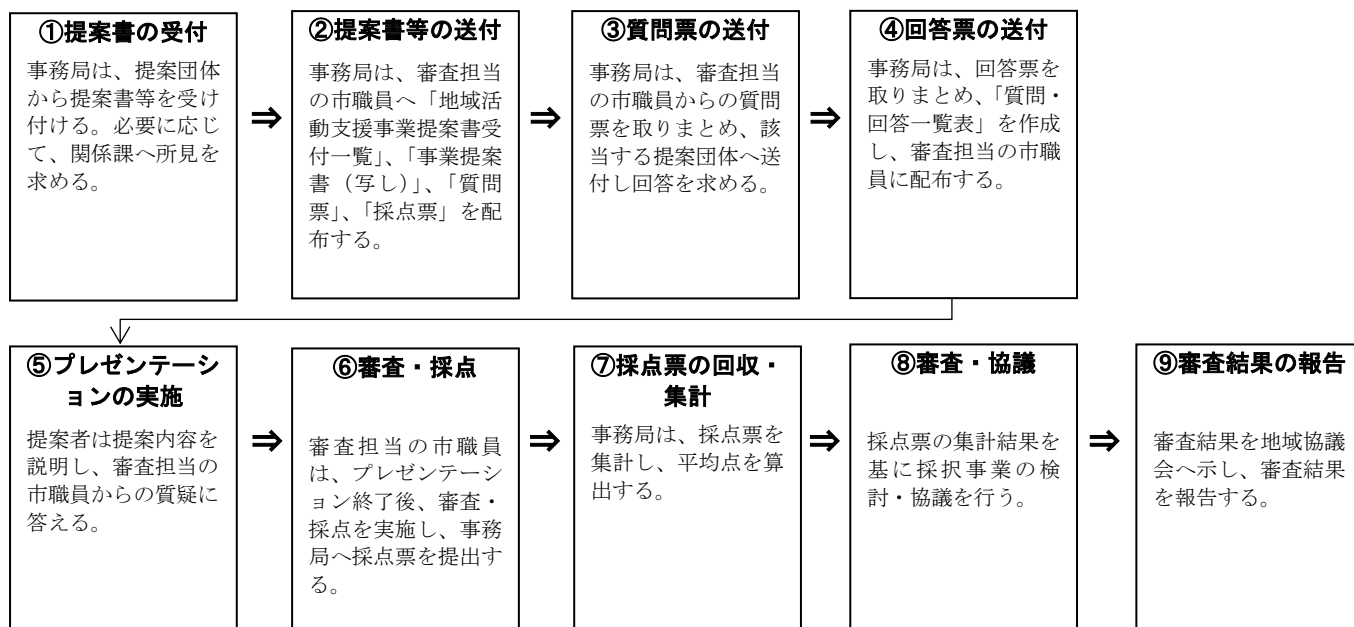 ①提案書の受付
事務局は、提案団体
から提案書等を受け
付ける。必要に応じ
て、関係課へ所見を
求める。
⇒
②提案書等の送付
事務局は、審査担当
の市職員へ「地域活
動支援事業提案書受
付一覧」、「事業提案
書（写し）」、「質問
票」、「採点票」を配
布する。
⇒
③質問票の送付
事務局は、審査担当
の市職員からの質問
票を取りまとめ、該
当する提案団体へ送
付し回答を求める。
⇒
④回答票の送付
事務局は、回答票を
取りまとめ、「質問・
回答一覧表」を作成
し、審査担当の市職
員に配布する。
⑤プレゼンテーシ
ョンの実施
提案者は提案内容を
説明し、審査担当の
市職員からの質疑に
答える。
⇒
⑥審査・採点
審査担当の市職員
は、プレゼンテーシ
ョン終了後、審査・
採点を実施し、事務
局へ採点票を提出す
る。
⇒
⑦採点票の回収・
集計
事務局は、採点票を
集計し、平均点を算
出する。
⇒
⑧審査・協議
採点票の集計結果を
基に採択事業の検
討・協議を行う。
⇒
⑨審査結果の報告
審査結果を地域協議
会へ示し、審査結果
を報告する。